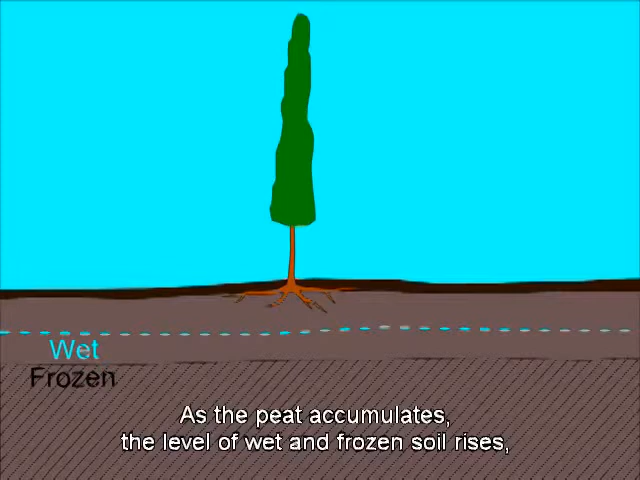 Wet
Frozen
As the peat accumulates,
the level of wet and frozen soil rises,